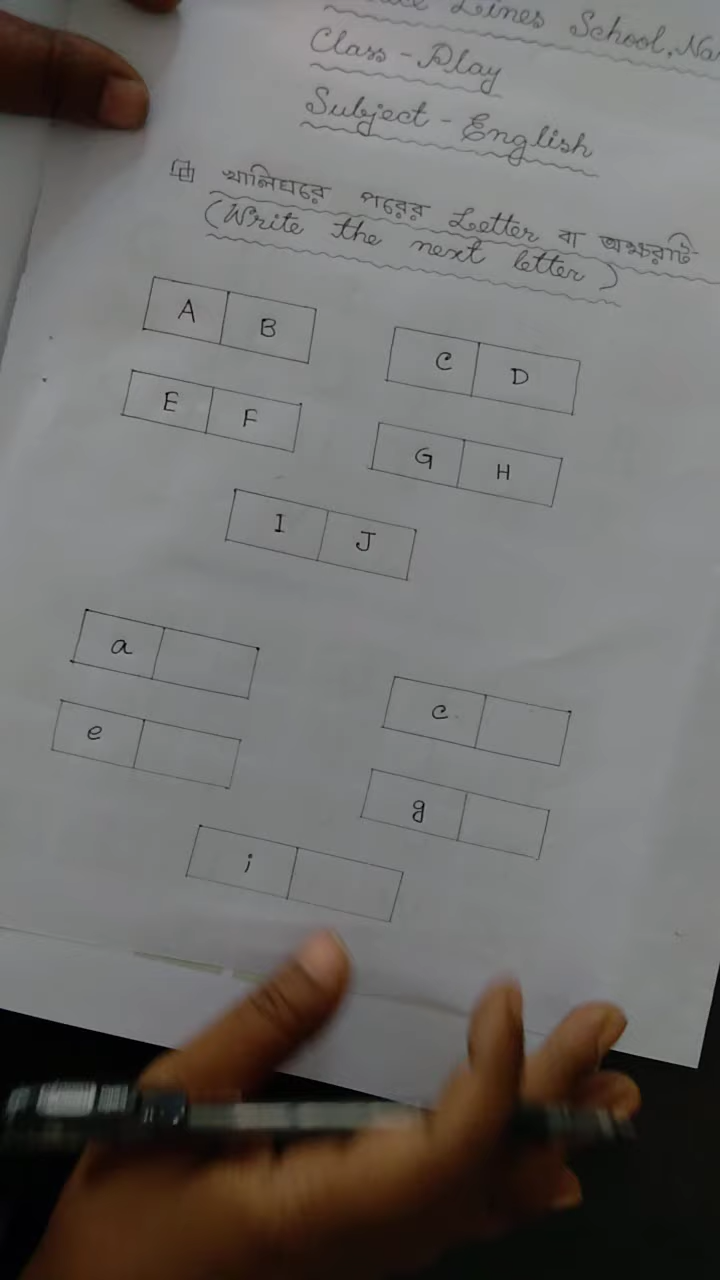 Lines School,
Class - Play
Subject - English
খালিঘরে পরের Letter বা অক্ষরটি
(Write the next letter)
A B C D
E F G H
I J
a c
e g
i